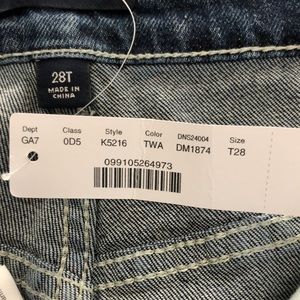 28T
MADE IN
CHINA
Dept Class Style Color DNS24004 Size
GA7 0D5 K5216 TWA DM1874 T28
099105264973